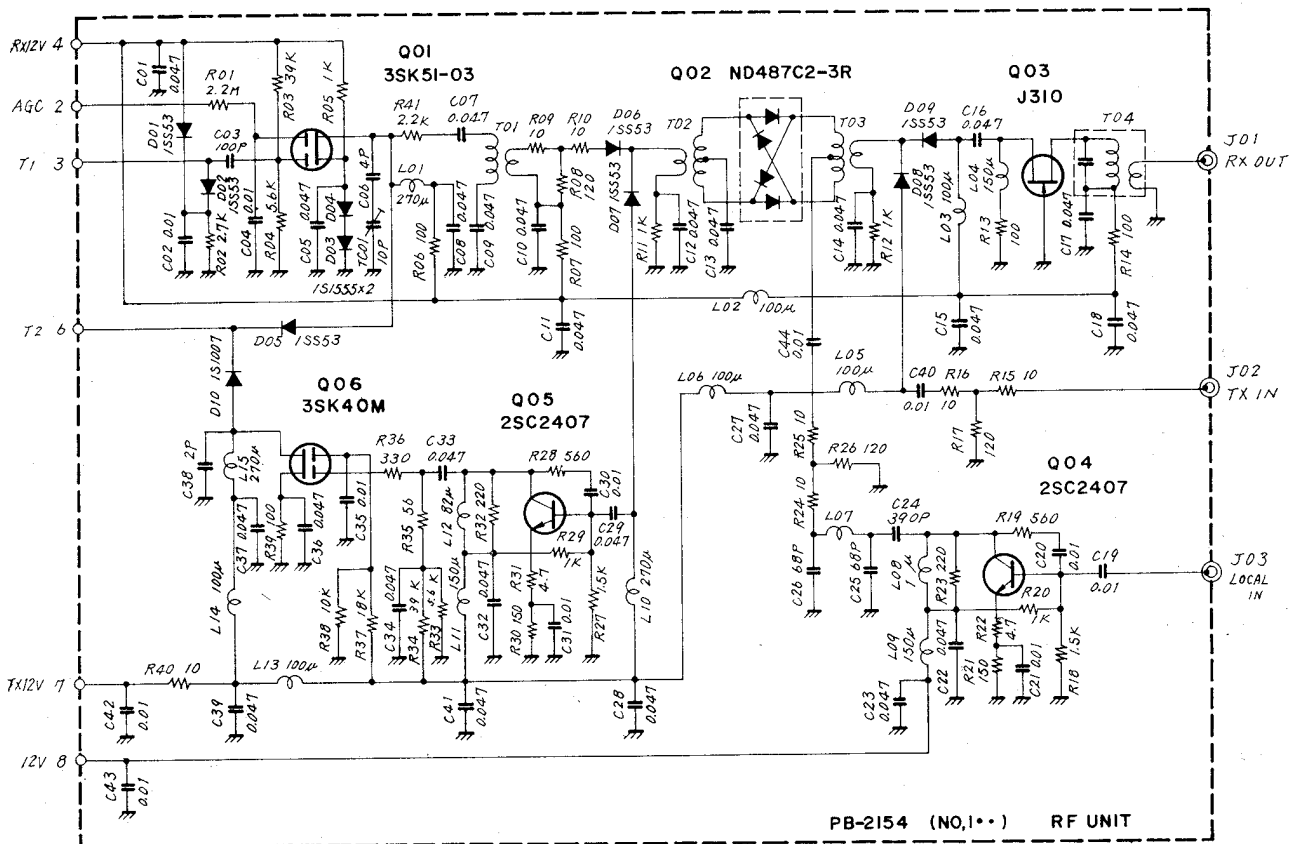 RX12V 4
AGC 2
T1 3
T2 6
TX12V 7
12V 8
C01 0.047
R01 2.2M
D01 1SS53
C03 100P
D02 1SS53
C02 0.01
R02 2.7K
C04 0.01
R03 39K
R04 5.6K
R05 1K
Q01
3SK51-03
C05 0.047
D04
D03
1S1555x2
C06 4P
TC01 10P
R41 2.2K
L01 270μ
R06 100
C07 0.047
C08 0.047
C09 0.047
T01
R09 10
R10 10
R08 120
R07 100
C10 0.047
C11 0.047
D06 1SS53
D07 1SS53
Q02 ND487C2-3R
T02
T03
R11 1K
C12 0.047
C13 0.047
C14 0.047
R12 1K
D09 1SS53
D08 1SS53
C16 0.047
L03 100μ
L04 150μ
R13 100
Q03
J310
T04
C17 0.047
R14 100
J01
RX OUT
L02 100μ
C15 0.047
C18 0.047
D05 1SS53
D10 1S1007
Q06
3SK40M
Q05
2SC2407
C38 2P
L15 270μ
C37 0.047
R39 100
C36 0.047
C35 0.01
R36 330
C33 0.047
R35 56
L12 82μ
R32 220
R28 560
C30 0.01
C29 0.047
R29 1K
R31 4.7
R30 150
C31 0.01
R27 1.5K
L10 270μ
L14 100μ
R38 10K
R37 18K
C34 0.047
R34 39K
R33 5.6K
L11 150μ
C32 0.047
R40 10
L13 100μ
C42 0.01
C39 0.047
C41 0.047
C28 0.047
C43 0.01
L06 100μ
C44 0.01
L05 100μ
C40 0.01
R16 10
R15 10
R17 120
J02
TX IN
C27 0.047
R25 10
R26 120
R24 10
C24 390P
L07
C26 68P
C25 68P
L08 1μ
R23 220
Q04
2SC2407
R19 560
C20 0.01
C19 0.01
R20 1K
J03
LOCAL IN
L09 150μ
C22 0.047
R22 4.7
R21 150
C21 0.01
R18 1.5K
C23 0.047
PB-2154 (NO,1••) RF UNIT